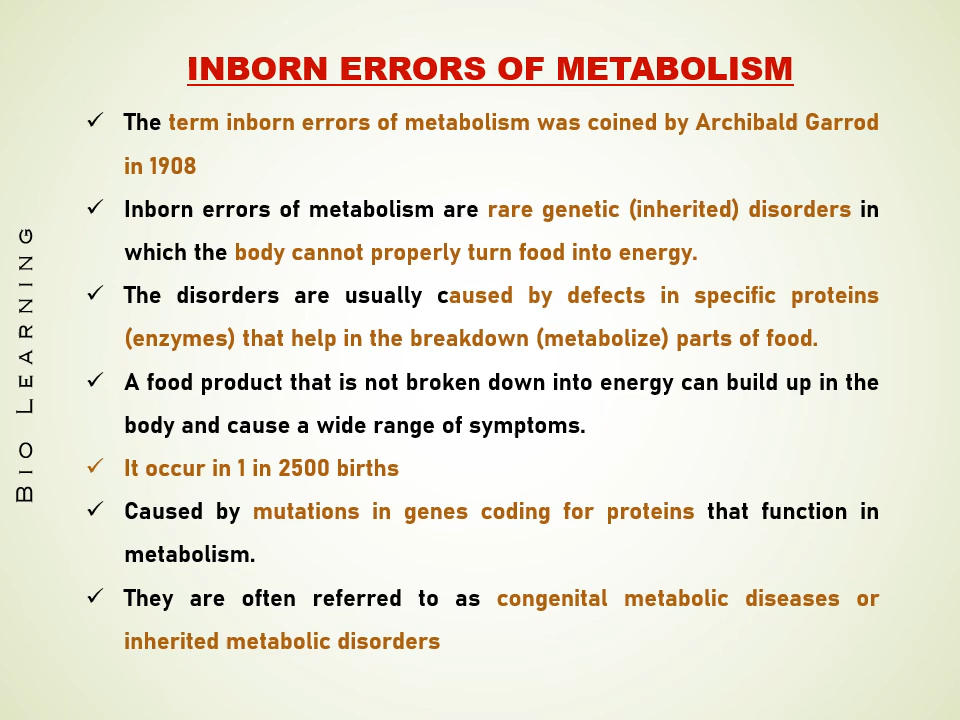 INBORN ERRORS OF METABOLISM
✓ The term inborn errors of metabolism was coined by Archibald Garrod
in 1908
✓ Inborn errors of metabolism are rare genetic (inherited) disorders in
which the body cannot properly turn food into energy.
✓ The disorders are usually caused by defects in specific proteins
(enzymes) that help in the breakdown (metabolize) parts of food.
✓ A food product that is not broken down into energy can build up in the
body and cause a wide range of symptoms.
✓ It occur in 1 in 2500 births
✓ Caused by mutations in genes coding for proteins that function in
metabolism.
✓ They are often referred to as congenital metabolic diseases or
inherited metabolic disorders
BIO LEARNING